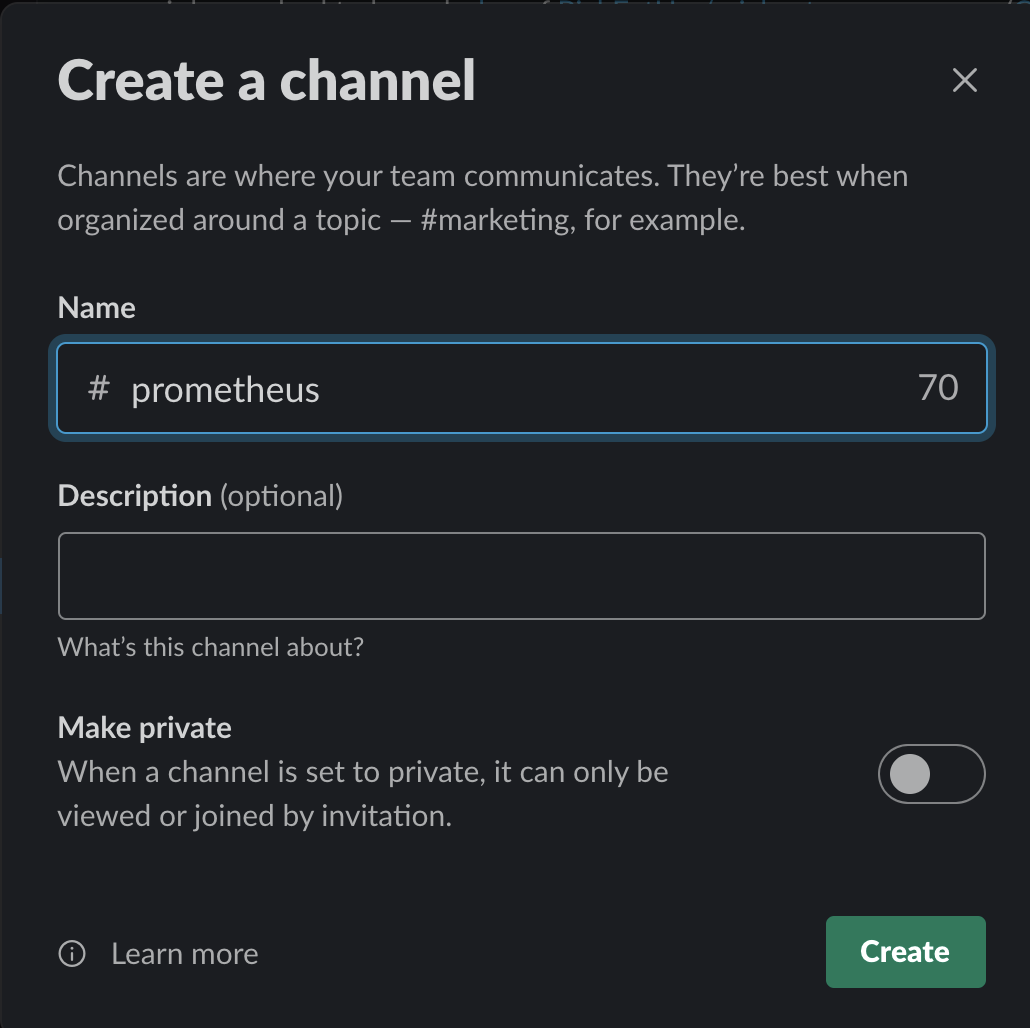 Create a channel
Channels are where your team communicates. They’re best when
organized around a topic — #marketing, for example.
Name
# prometheus 70
Description (optional)
What’s this channel about?
Make private
When a channel is set to private, it can only be
viewed or joined by invitation.
Learn more
Create